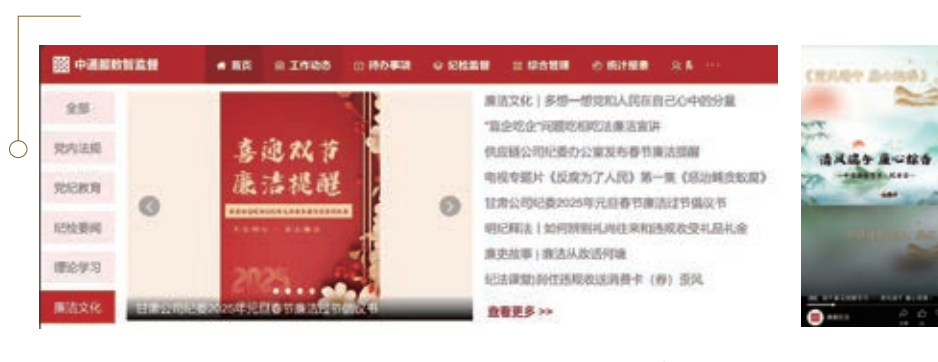 中通服数智监督
首页 工作动态 待办事项 纪检监督 综合管理 统计报表
全部
党内法规
党纪教育
纪检要闻
理论学习
廉洁文化
喜迎双节
廉洁提醒
2025
甘肃公司纪委2025年元旦春节廉洁过节倡议书
廉洁文化 | 多想一想党和人民在自己心中的分量
“靠企吃企”问题吃相吃法廉洁宣讲
供应链公司纪委办公室发布春节廉洁提醒
电视专题片《反腐为了人民》第一集《惩治蝇贪蚁腐》
甘肃公司纪委2025年元旦春节廉洁过节倡议书
明纪释法 | 如何辨别礼尚往来和违规收受礼品礼金
廉史故事 | 廉洁从政话何塘
纪法课堂|刹住违规收送消费卡（券）歪风
查看更多 >>
清风端午 廉心综合